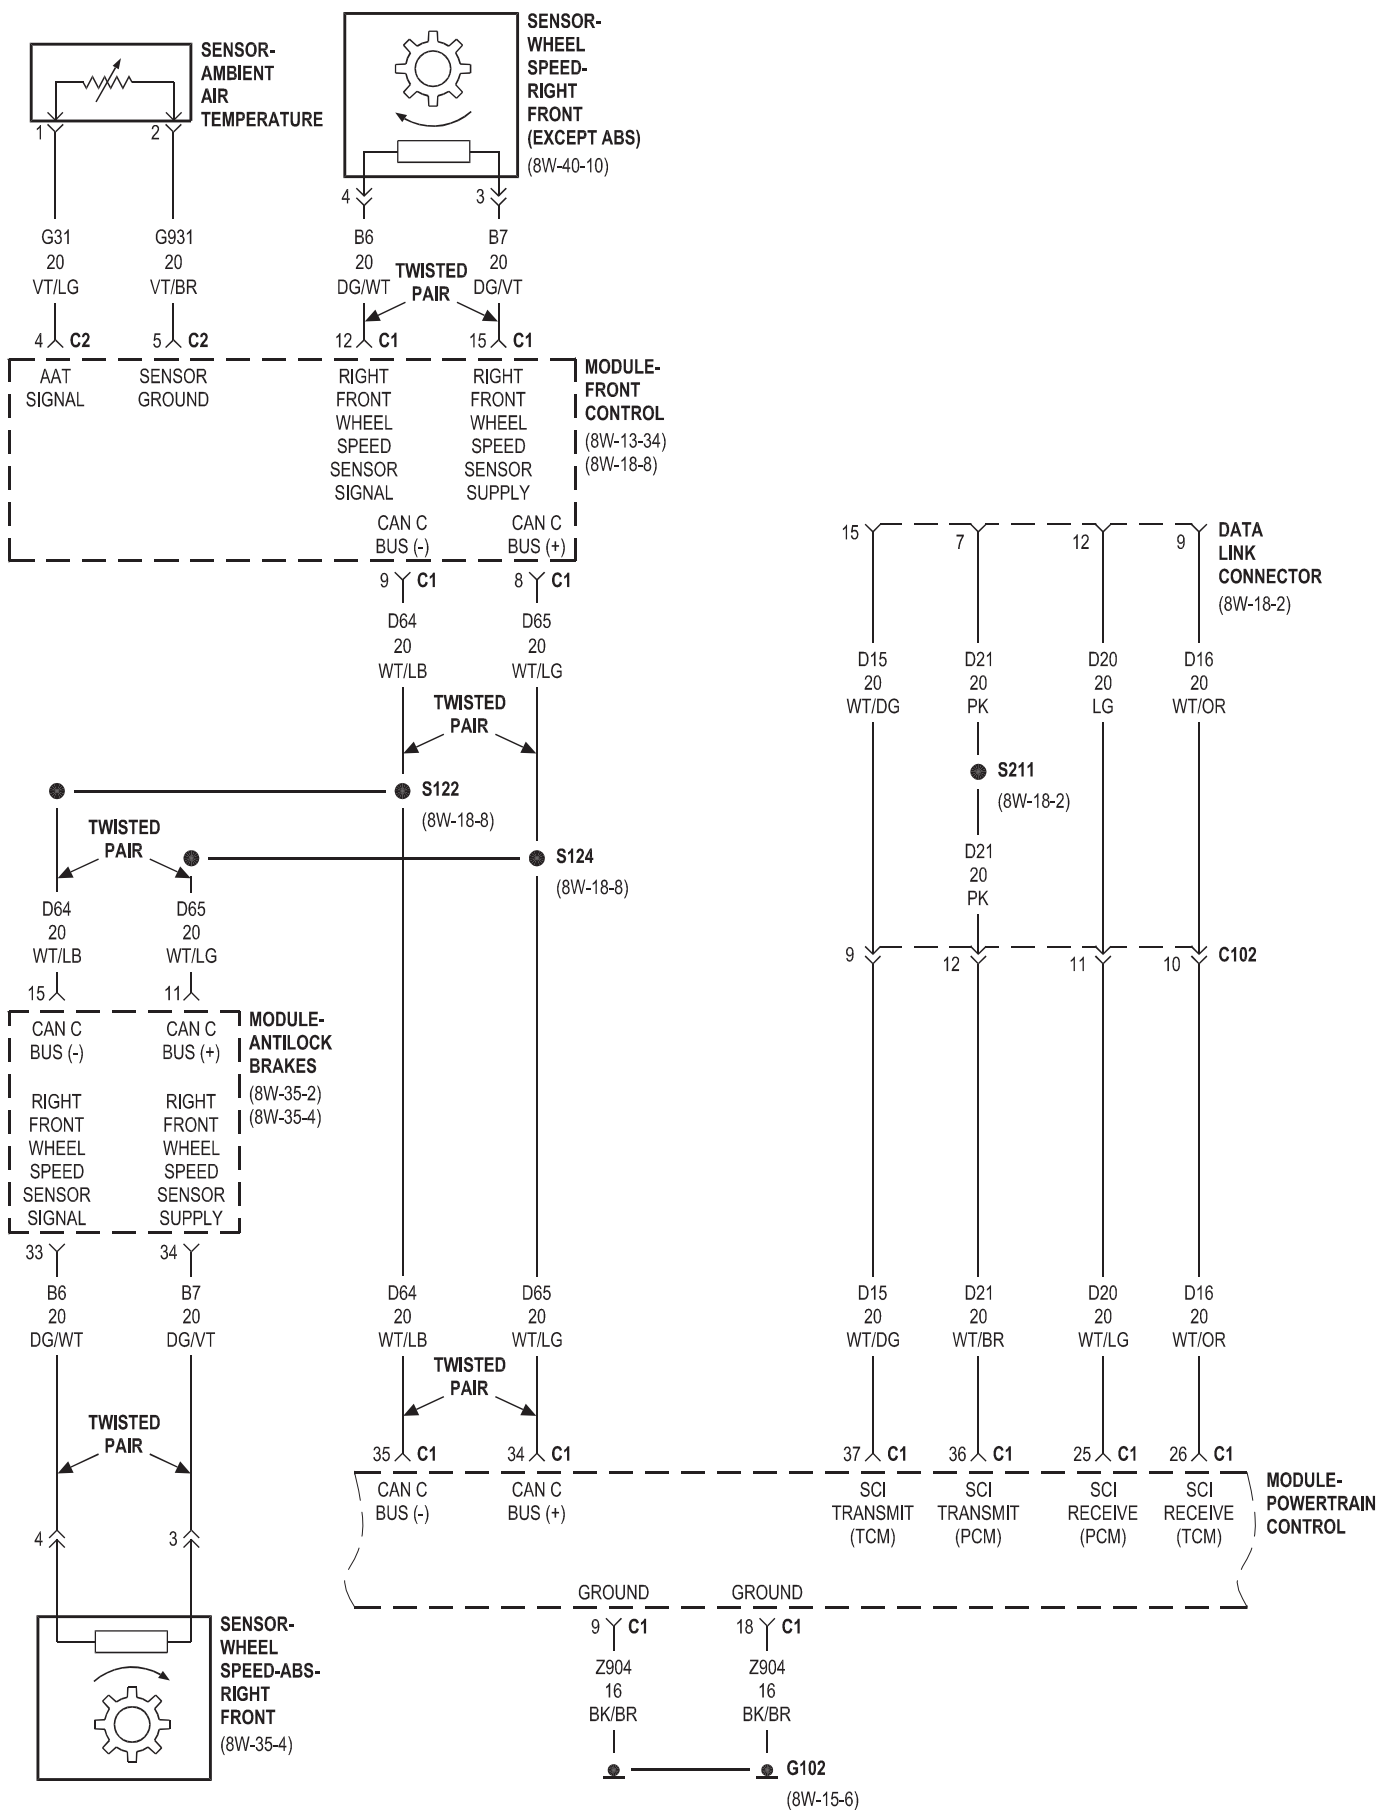 SENSOR-
AMBIENT
AIR
TEMPERATURE
1
2
SENSOR-
WHEEL
SPEED-
RIGHT
FRONT
(EXCEPT ABS)
(8W-40-10)
4
3
G31
20
VT/LG
G931
20
VT/BR
B6
20
DG/WT
B7
20
DG/VT
TWISTED
PAIR
4 C2
5 C2
12 C1
15 C1
AAT
SIGNAL
SENSOR
GROUND
RIGHT
FRONT
WHEEL
SPEED
SENSOR
SIGNAL
RIGHT
FRONT
WHEEL
SPEED
SENSOR
SUPPLY
MODULE-
FRONT
CONTROL
(8W-13-34)
(8W-18-8)
CAN C
BUS (-)
CAN C
BUS (+)
9 C1
8 C1
D64
20
WT/LB
D65
20
WT/LG
TWISTED
PAIR
S122
(8W-18-8)
S124
(8W-18-8)
TWISTED
PAIR
D64
20
WT/LB
D65
20
WT/LG
15
11
CAN C
BUS (-)
CAN C
BUS (+)
RIGHT
FRONT
WHEEL
SPEED
SENSOR
SIGNAL
RIGHT
FRONT
WHEEL
SPEED
SENSOR
SUPPLY
MODULE-
ANTILOCK
BRAKES
(8W-35-2)
(8W-35-4)
33
34
B6
20
DG/WT
B7
20
DG/VT
TWISTED
PAIR
4
3
SENSOR-
WHEEL
SPEED-ABS-
RIGHT
FRONT
(8W-35-4)
D64
20
WT/LB
D65
20
WT/LG
TWISTED
PAIR
35 C1
34 C1
CAN C
BUS (-)
CAN C
BUS (+)
15
7
12
9
DATA
LINK
CONNECTOR
(8W-18-2)
D15
20
WT/DG
D21
20
PK
D20
20
LG
D16
20
WT/OR
S211
(8W-18-2)
D21
20
PK
9
12
11
10
C102
D15
20
WT/DG
D21
20
WT/BR
D20
20
WT/LG
D16
20
WT/OR
37 C1
36 C1
25 C1
26 C1
SCI
TRANSMIT
(TCM)
SCI
TRANSMIT
(PCM)
SCI
RECEIVE
(PCM)
SCI
RECEIVE
(TCM)
MODULE-
POWERTRAIN
CONTROL
GROUND
GROUND
9 C1
18 C1
Z904
16
BK/BR
Z904
16
BK/BR
G102
(8W-15-6)